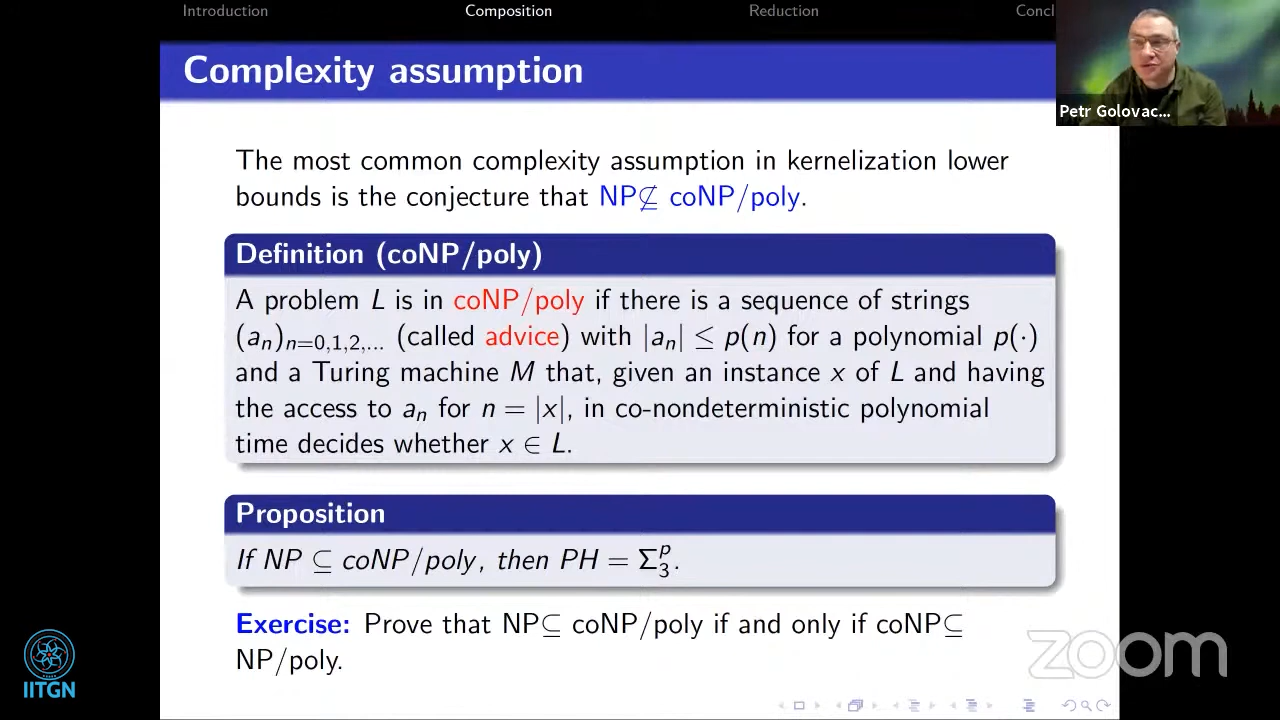 Introduction Composition Reduction Concl
Complexity assumption
Petr Golovac...
The most common complexity assumption in kernelization lower
bounds is the conjecture that NP⊈ coNP/poly.
Definition (coNP/poly)
A problem L is in coNP/poly if there is a sequence of strings
(aₙ)ₙ₌₀,₁,₂,... (called advice) with |aₙ| ≤ p(n) for a polynomial p(·)
and a Turing machine M that, given an instance x of L and having
the access to aₙ for n = |x|, in co-nondeterministic polynomial
time decides whether x ∈ L.
Proposition
If NP ⊆ coNP/poly, then PH = Σ₃ᵖ.
Exercise: Prove that NP⊆ coNP/poly if and only if coNP⊆
NP/poly.
IITGN
zoom